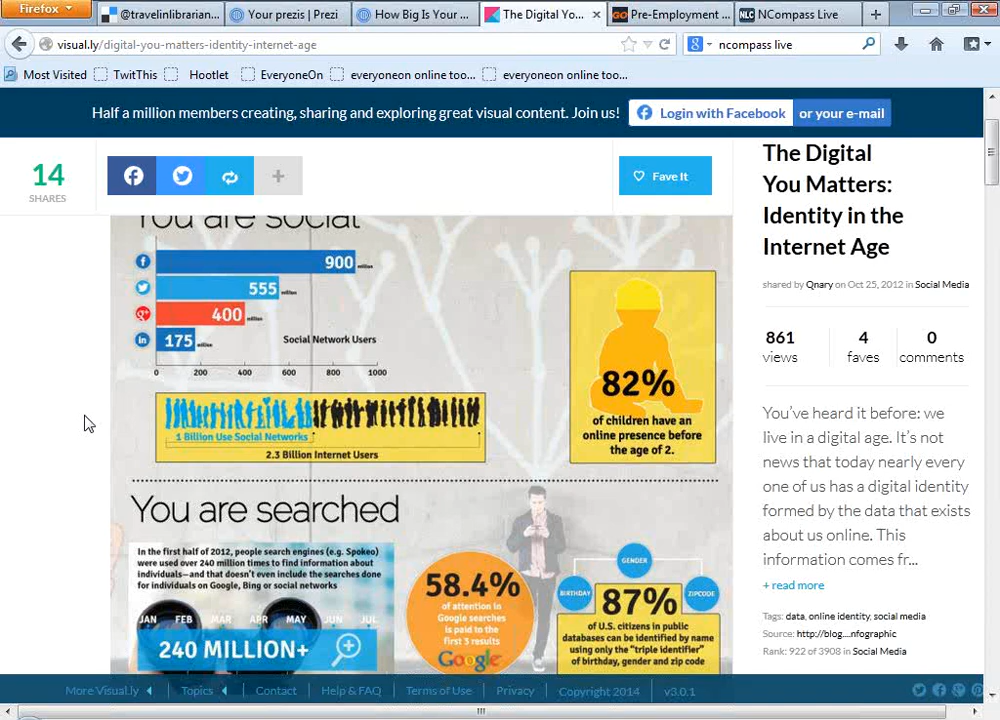 Firefox
@travelinlibrarian...
Your prezis | Prezi
How Big Is Your ...
The Digital Yo...
Pre-Employment ...
NCompass Live
visual.ly/digital-you-matters-identity-internet-age
ncompass live
Most Visited
TwitThis
Hootlet
EveryoneOn
everyoneon online too...
everyoneon online too...
Half a million members creating, sharing and exploring great visual content. Join us!
Login with Facebook
or your e-mail
14
SHARES
Fave It
You are social
900 million
555 million
400 million
175 million
Social Network Users
0 200 400 600 800 1000
1 Billion Use Social Networks
2.3 Billion Internet Users
82%
of children have an
online presence before
the age of 2.
You are searched
In the first half of 2012, people search engines (e.g. Spokeo)
were used over 240 million times to find information about
individuals—and that doesn't even include the searches done
for individuals on Google, Bing or social networks
JAN FEB MAR APR MAY JUN JUL
240 MILLION+
58.4%
of attention in
Google searches
is paid to the
first 3 results
Google
GENDER
BIRTHDAY
ZIPCODE
87%
of U.S. citizens in public
databases can be identified by name
using only the "triple identifier"
of birthday, gender and zip code
The Digital
You Matters:
Identity in the
Internet Age
shared by Qnary on Oct 25, 2012 in Social Media
861 views
4 faves
0 comments
You've heard it before: we
live in a digital age. It's not
news that today nearly every
one of us has a digital identity
formed by the data that exists
about us online. This
information comes fr...
+ read more
Tags: data, online identity, social media
Source: http://blog....nfographic
Rank: 922 of 3908 in Social Media
More Visual.ly
Topics
Contact
Help & FAQ
Terms of Use
Privacy
Copyright 2014
v3.0.1